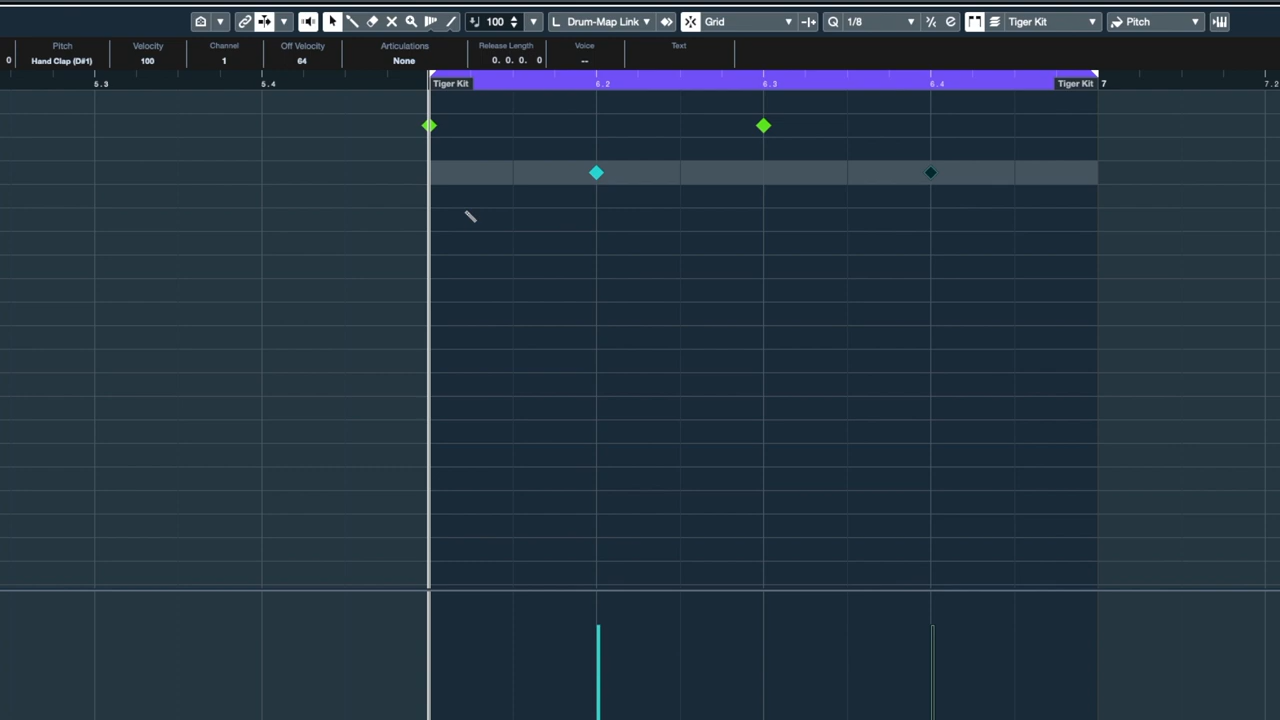 100 Drum-Map Link Grid Q 1/8 Tiger Kit Pitch
Pitch Velocity Channel Off Velocity Articulations Release Length Voice Text
0 Hand Clap (D#1) 100 1 64 None 0. 0. 0. 0 --
5.3 5.4 Tiger Kit 6.2 6.3 6.4 Tiger Kit 7 7.2